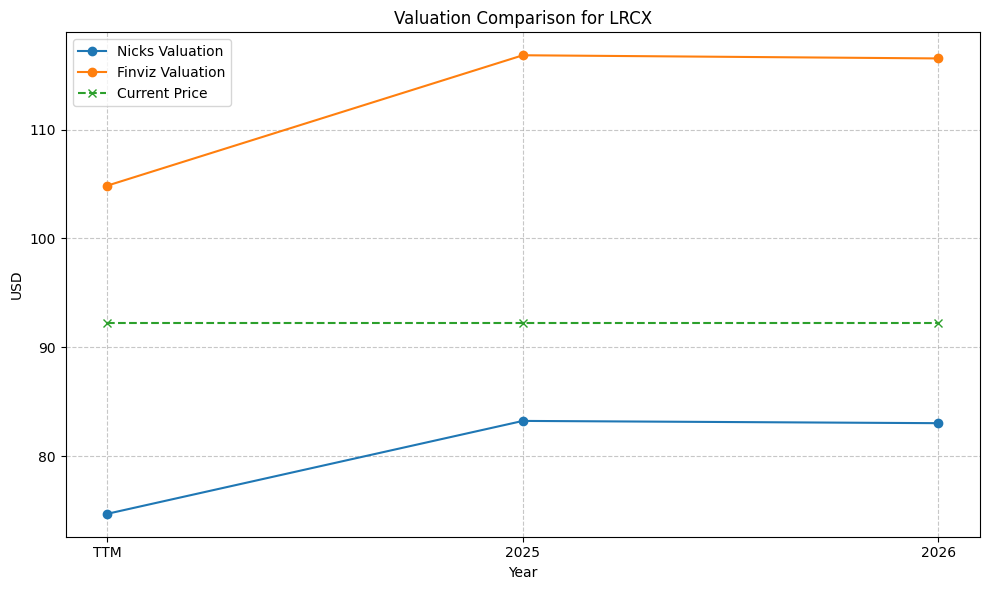 Valuation Comparison for LRCX
Nicks Valuation
Finviz Valuation
Current Price
110
100
90
80
USD
TTM
2025
2026
Year